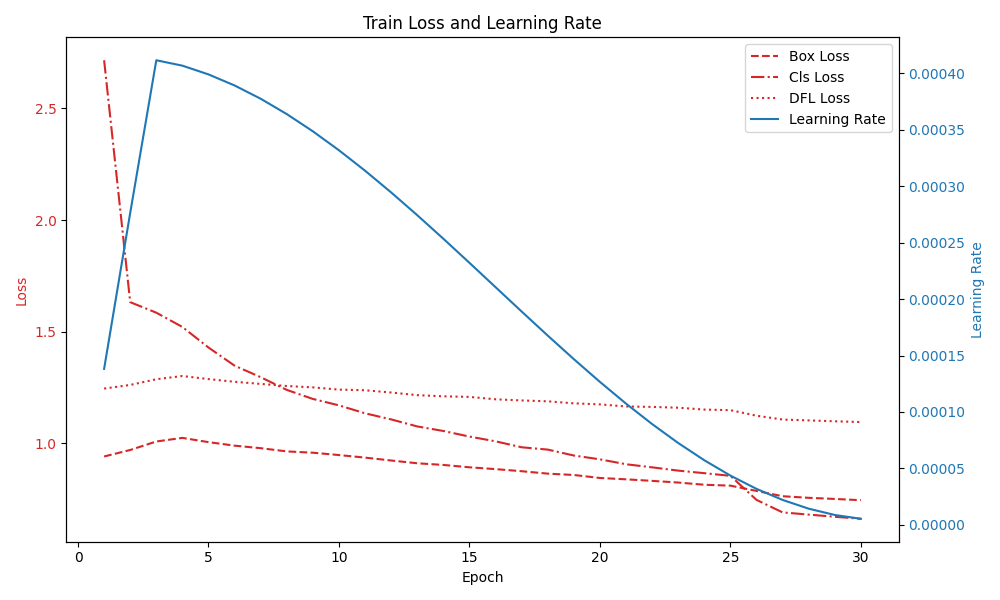 Train Loss and Learning Rate
Box Loss
Cls Loss
DFL Loss
Learning Rate
2.5
2.0
1.5
1.0
Loss
0.00040
0.00035
0.00030
0.00025
0.00020
0.00015
0.00010
0.00005
0.00000
Learning Rate
0 5 10 15 20 25 30
Epoch